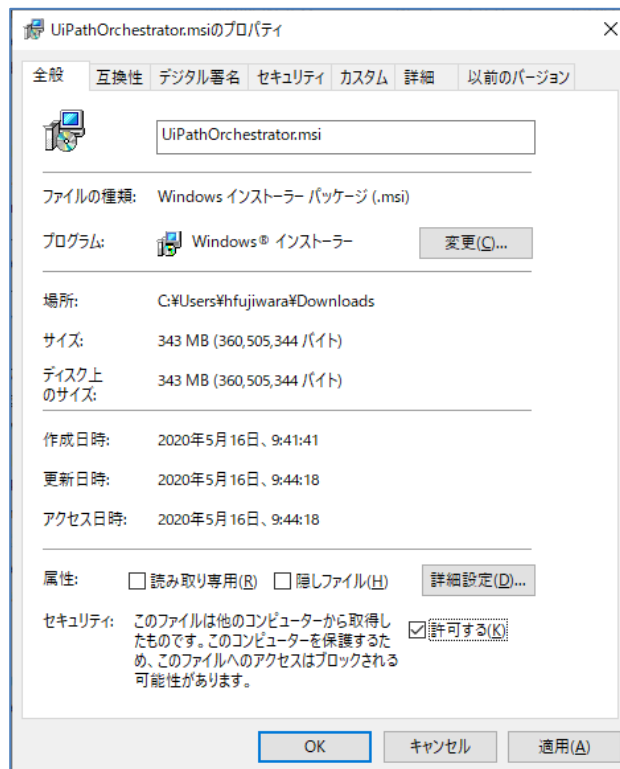 UiPathOrchestrator.msiのプロパティ
全般 互換性 デジタル署名 セキュリティ カスタム 詳細 以前のバージョン
UiPathOrchestrator.msi
ファイルの種類: Windows インストーラー パッケージ (.msi)
プログラム: Windows® インストーラー 変更(C)...
場所: C:¥Users¥hfujiwara¥Downloads
サイズ: 343 MB (360,505,344 バイト)
ディスク上
のサイズ: 343 MB (360,505,344 バイト)
作成日時: 2020年5月16日、9:41:41
更新日時: 2020年5月16日、9:44:18
アクセス日時: 2020年5月16日、9:44:18
属性: 読み取り専用(R) 隠しファイル(H) 詳細設定(D)...
セキュリティ: このファイルは他のコンピューターから取得し
たものです。このコンピューターを保護するた
め、このファイルへのアクセスはブロックされる
可能性があります。
許可する(K)
OK キャンセル 適用(A)